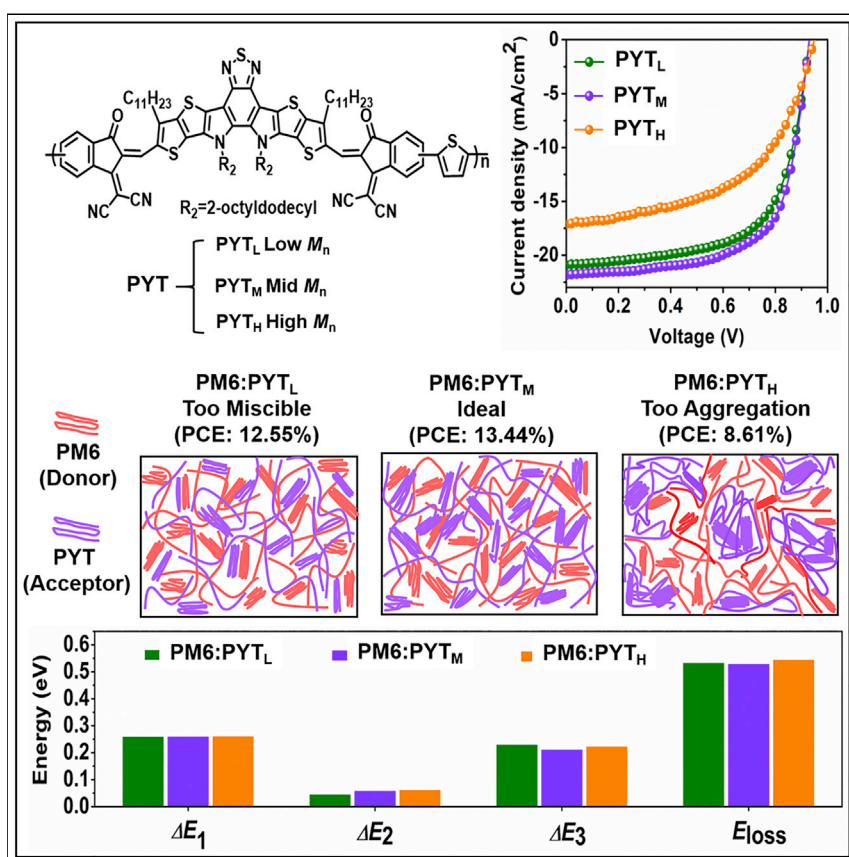 S
N N
C11H23 C11H23
O S S O
S N N S S n
R2 R2
NC CN NC CN
R2=2-octyldodecyl
PYT
PYTL Low Mn
PYTM Mid Mn
PYTH High Mn
PYTL
PYTM
PYTH
Current density (mA/cm2)
0
-5
-10
-15
-20
0.0 0.2 0.4 0.6 0.8 1.0
Voltage (V)
PM6:PYTL
Too Miscible
(PCE: 12.55%)
PM6:PYTM
Ideal
(PCE: 13.44%)
PM6:PYTH
Too Aggregation
(PCE: 8.61%)
PM6
(Donor)
PYT
(Acceptor)
Energy (eV)
0.6
0.5
0.4
0.3
0.2
0.1
0.0
PM6:PYTL PM6:PYTM PM6:PYTH
ΔE1 ΔE2 ΔE3 Eloss